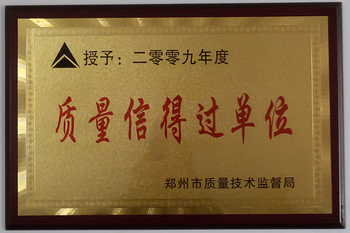 授予：二零零九年度
质量信得过单位
郑州市质量技术监督局